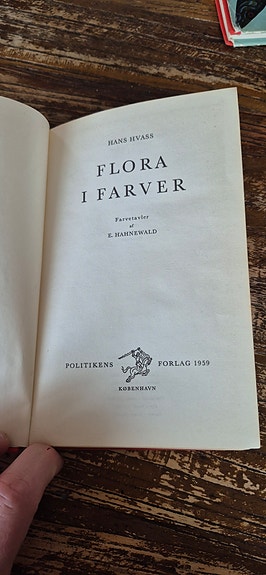 HANS HVASS
FLORA
I FARVER
Farvetavler
af
E. HAHNEWALD
POLITIKENS FORLAG 1959
KØBENHAVN